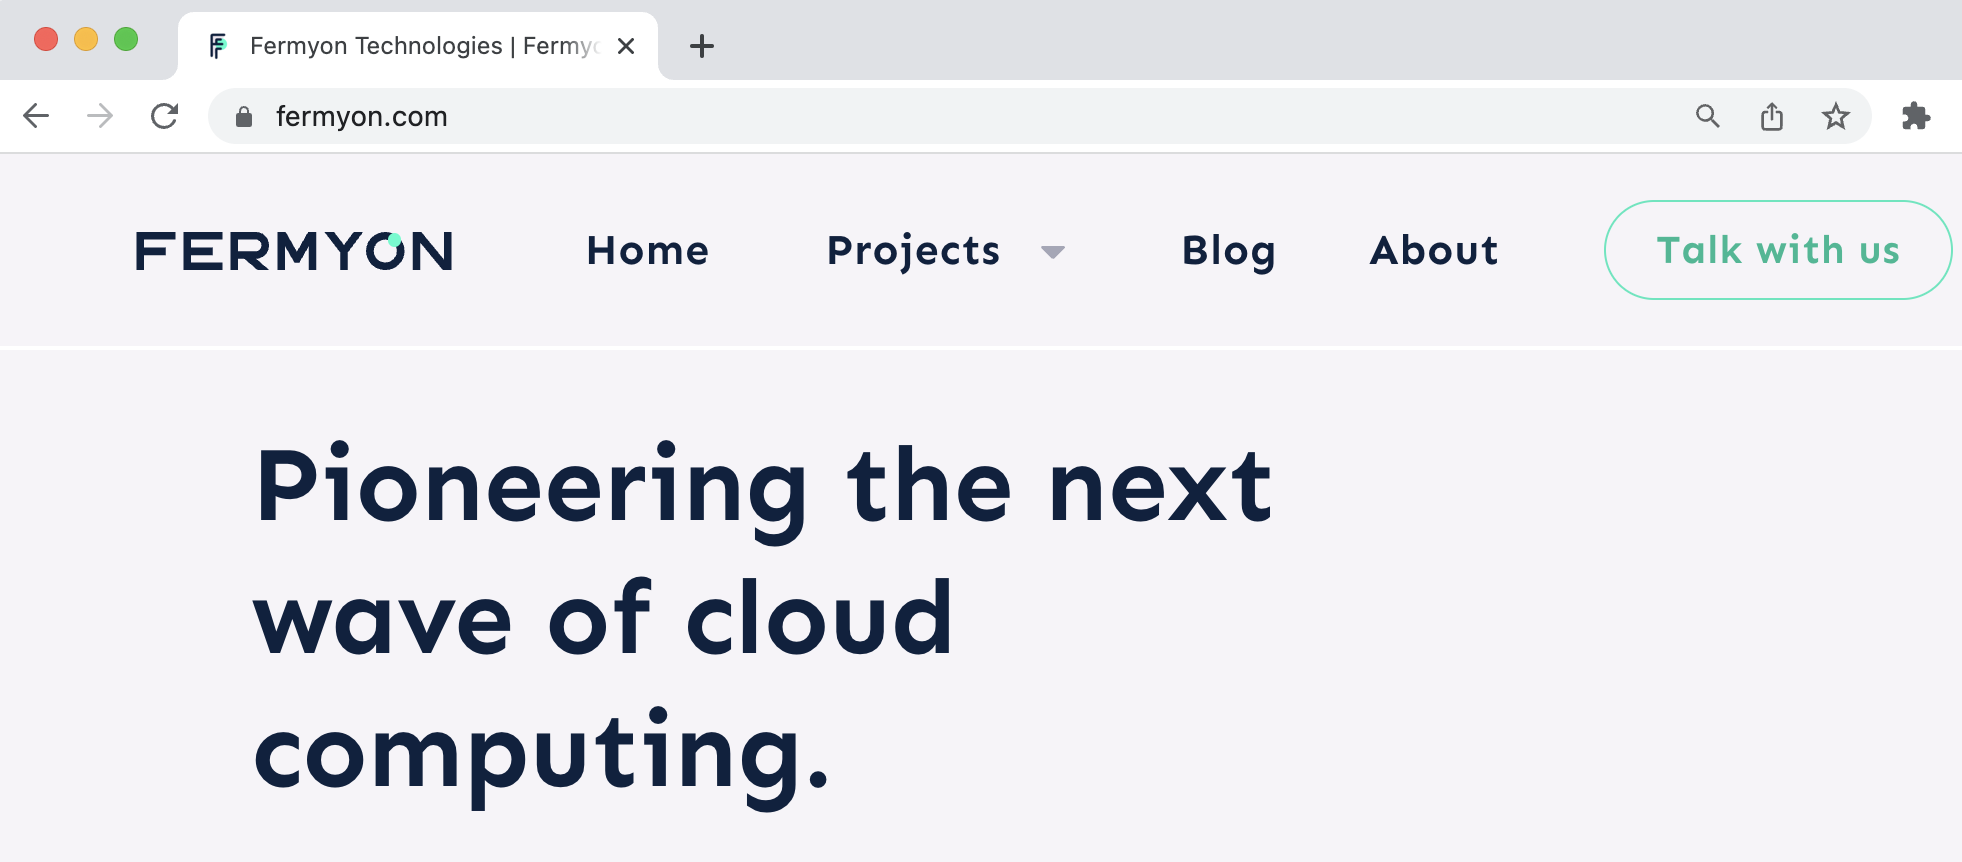 Fermyon Technologies | Fermyo
fermyon.com
FERMYON Home Projects Blog About Talk with us
Pioneering the next
wave of cloud
computing.